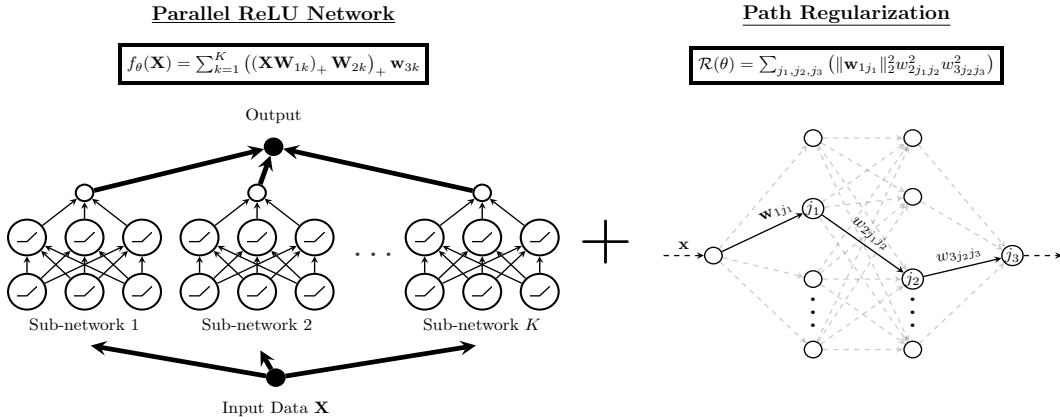 Parallel ReLU Network
f_θ(𝐗) = ∑_{k=1}^{K} ((𝐗𝐖_{1k})_+ 𝐖_{2k})_+ 𝐰_{3k}
Output
. . .
Sub-network 1
Sub-network 2
Sub-network K
Input Data 𝐗
+
Path Regularization
ℛ(θ) = ∑_{j_1,j_2,j_3} (‖𝐰_{1j_1}‖_2^2 w_{2j_1j_2}^2 w_{3j_2j_3}^2)
𝐱
𝐰_{1j_1}
j_1
w_{2j_1j_2}
j_2
w_{3j_2j_3}
j_3